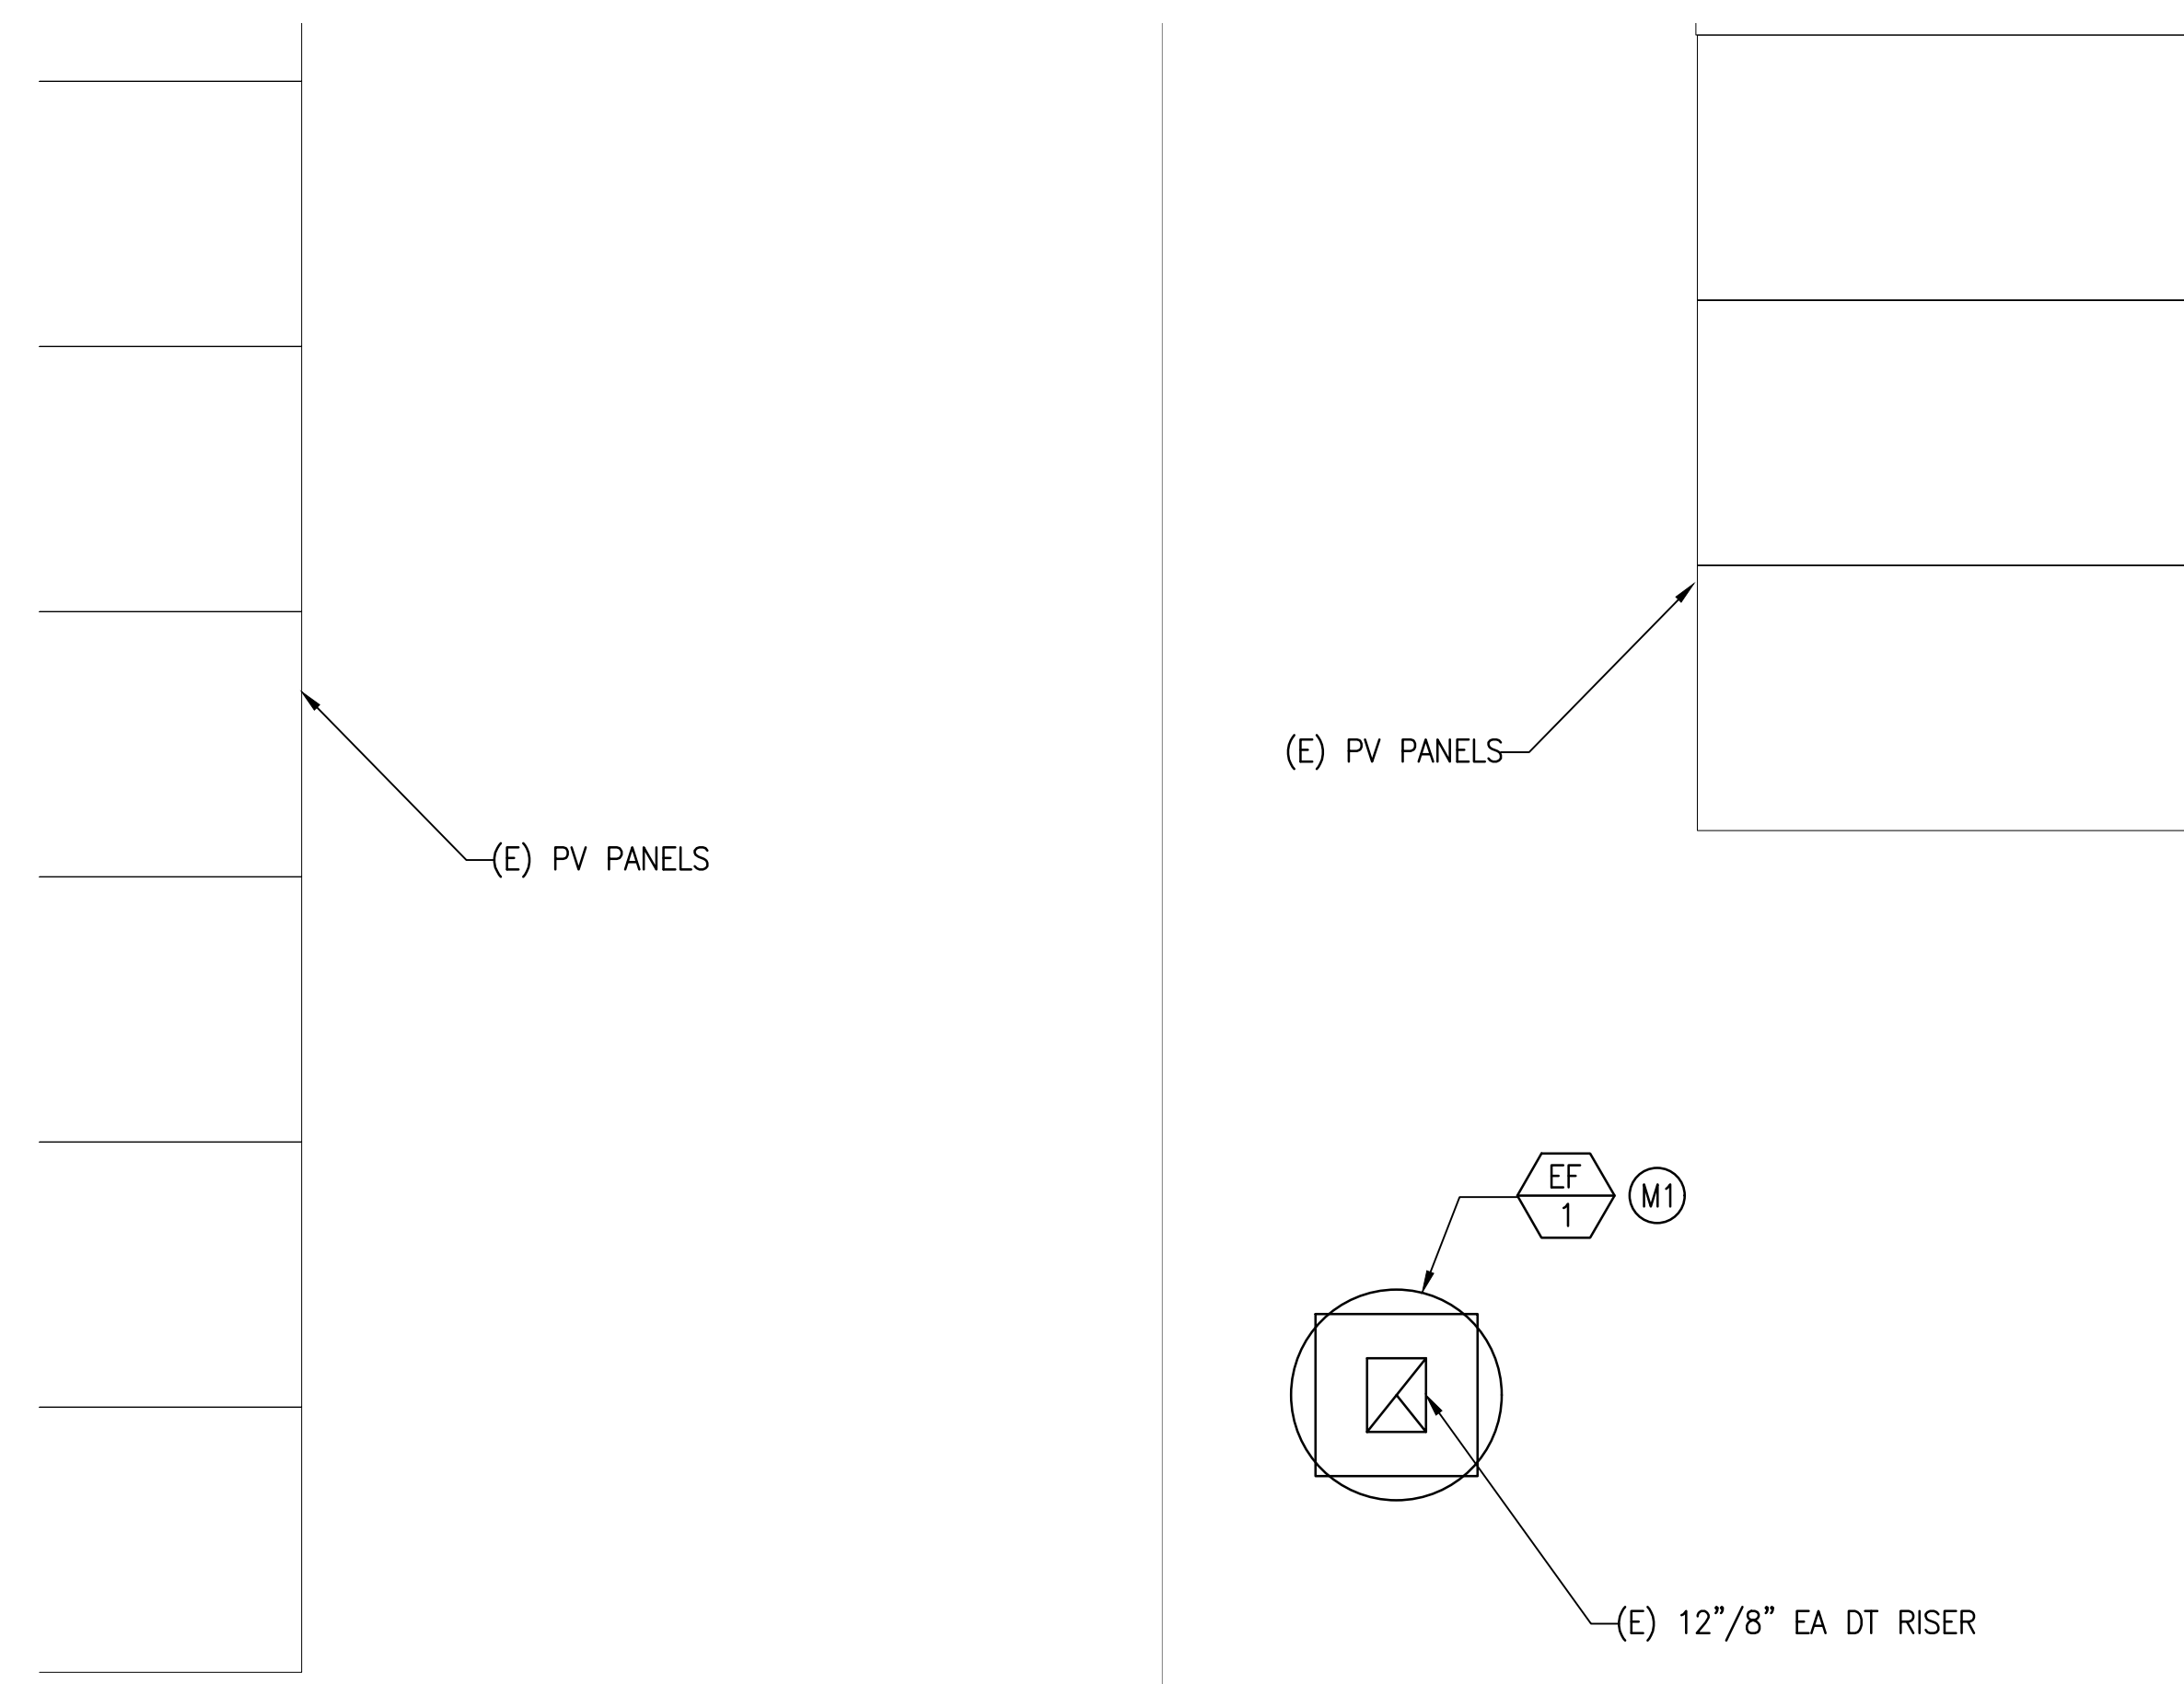 (E) PV PANELS
(E) PV PANELS
EF
1
M1
(E) 12"/8" EA DT RISER